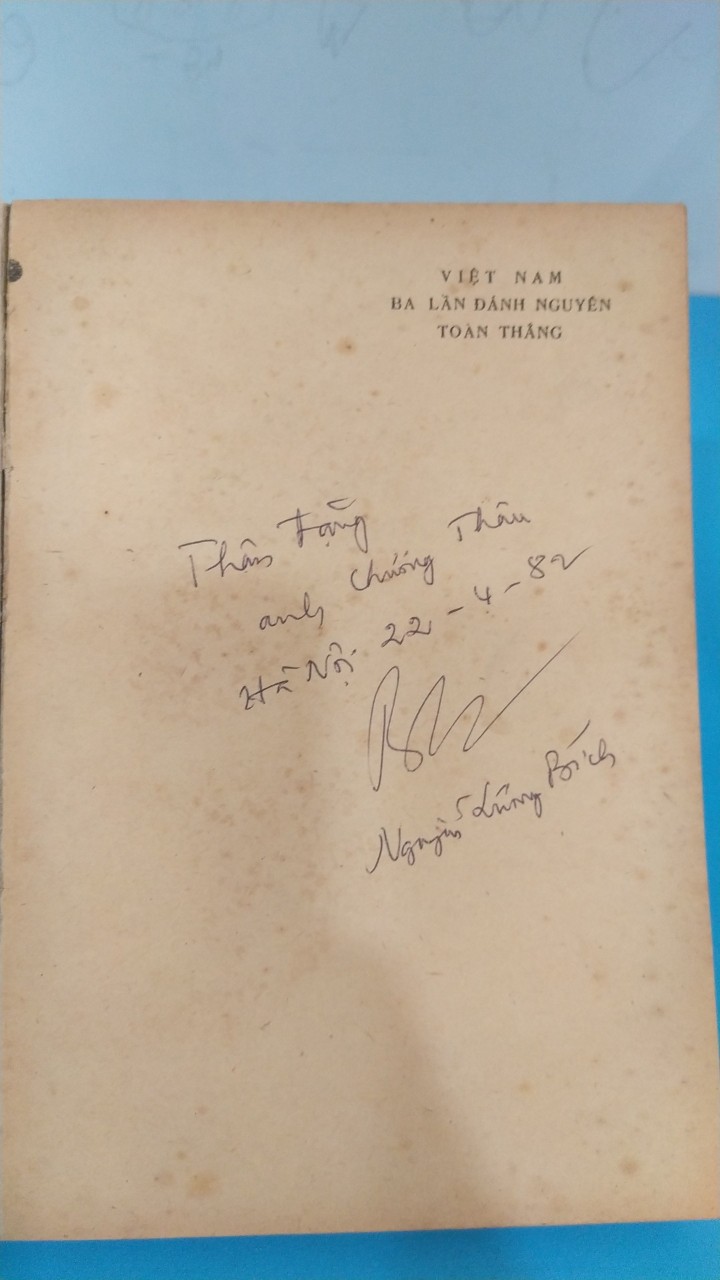 VIỆT NAM
BA LẦN ĐÁNH NGUYÊN
TOÀN THẮNG
Thân tặng
anh Chương Thâu
Hà Nội 22-4-82
Nguyễn Lương Bích